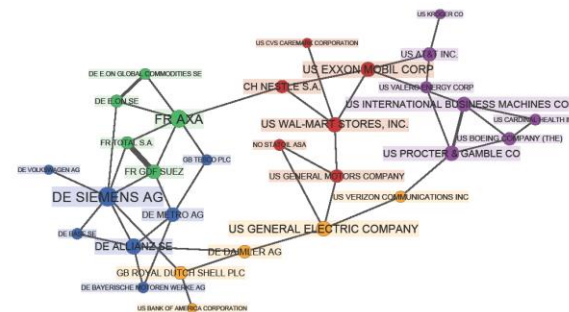 US KROGER CO
US CVS CAREMARK CORPORATION
US AT&T INC.
DE E.ON GLOBAL COMMODITIES SE
US EXXON MOBIL CORP
CH NESTLE S.A.
US VALERO ENERGY CORP
DE E.ON SE
US INTERNATIONAL BUSINESS MACHINES CO
FR AXA
US CARDINAL HEALTH IN
US WAL-MART STORES, INC.
US BOEING COMPANY (THE)
FR TOTAL S.A.
NO STATOIL ASA
US PROCTER & GAMBLE CO
GB TESCO PLC
DE VOLKSWAGEN AG
FR GDF SUEZ
US GENERAL MOTORS COMPANY
DE SIEMENS AG
US VERIZON COMMUNICATIONS INC
DE METRO AG
US GENERAL ELECTRIC COMPANY
DE BASF SE
DE ALLIANZ SE
DE DAIMLER AG
GB ROYAL DUTCH SHELL PLC
DE BAYERISCHE MOTOREN WERKE AG
US BANK OF AMERICA CORPORATION